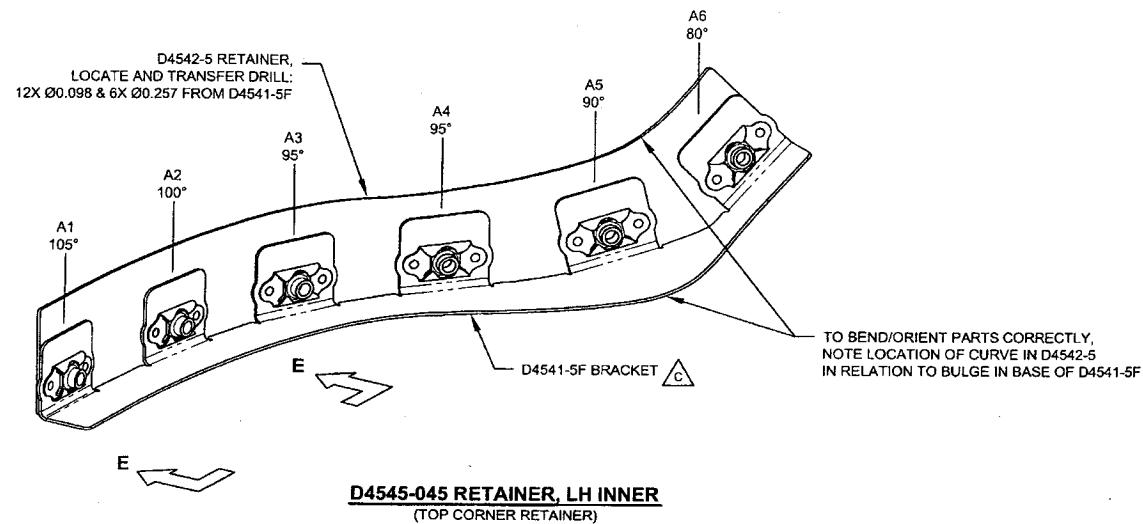 A6
80°
D4542-5 RETAINER,
LOCATE AND TRANSFER DRILL:
12X Ø0.098 & 6X Ø0.257 FROM D4541-5F
A5
90°
A4
95°
A3
95°
A2
100°
A1
105°
TO BEND/ORIENT PARTS CORRECTLY,
NOTE LOCATION OF CURVE IN D4542-5
IN RELATION TO BULGE IN BASE OF D4541-5F
E
D4541-5F BRACKET
C
E
D4545-045 RETAINER, LH INNER
(TOP CORNER RETAINER)